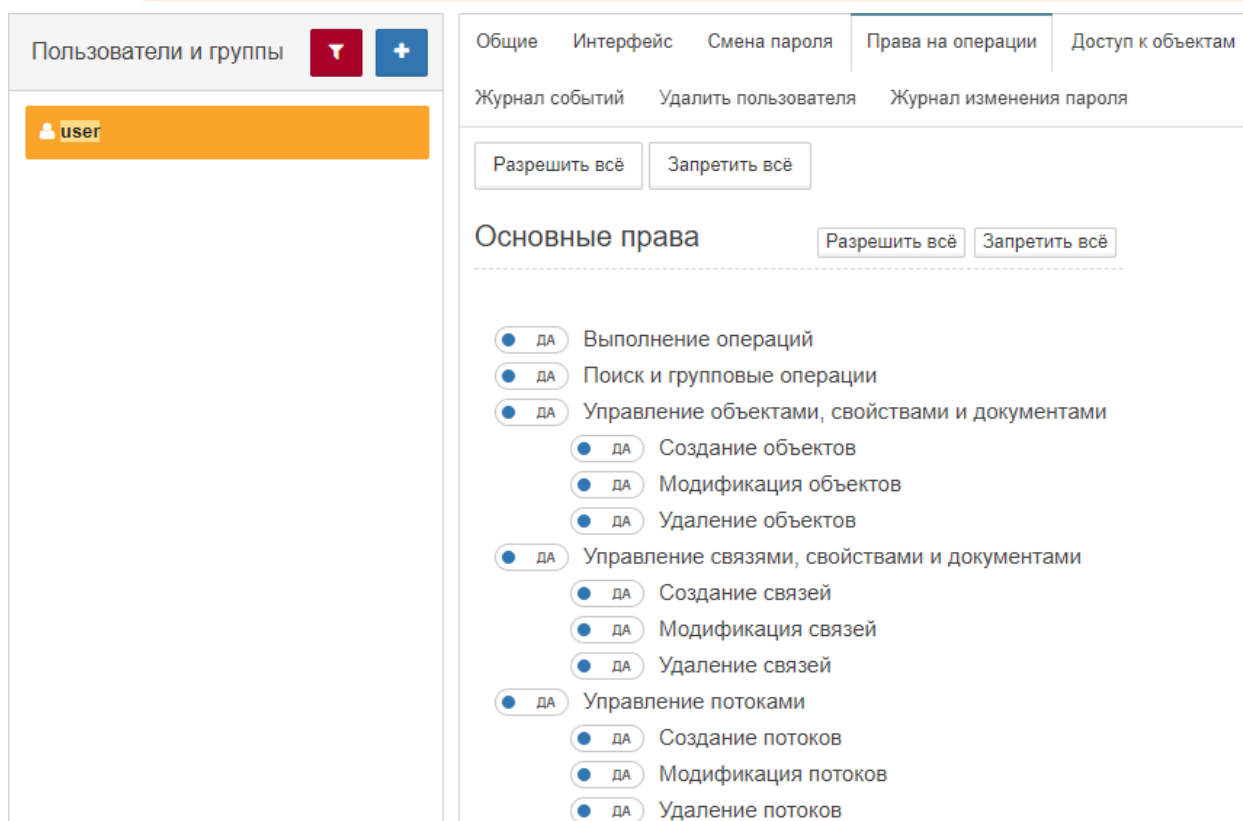 Пользователи и группы
user
Общие Интерфейс Смена пароля Права на операции Доступ к объектам
Журнал событий Удалить пользователя Журнал изменения пароля
Разрешить всё Запретить всё
Основные права Разрешить всё Запретить всё
ДА Выполнение операций
ДА Поиск и групповые операции
ДА Управление объектами, свойствами и документами
ДА Создание объектов
ДА Модификация объектов
ДА Удаление объектов
ДА Управление связями, свойствами и документами
ДА Создание связей
ДА Модификация связей
ДА Удаление связей
ДА Управление потоками
ДА Создание потоков
ДА Модификация потоков
ДА Удаление потоков